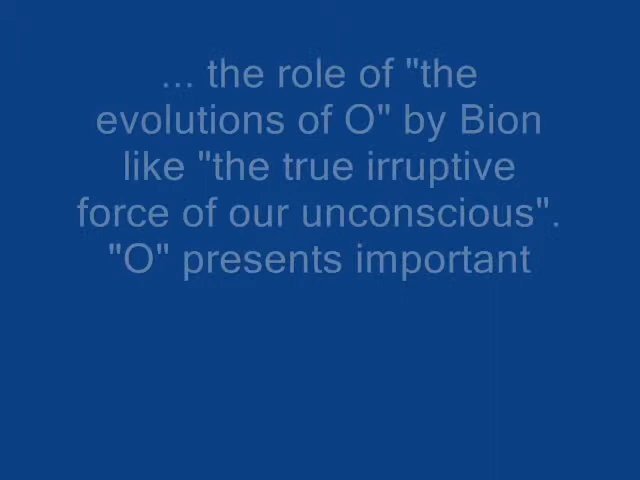 ... the role of "the
evolutions of O" by Bion
like "the true irruptive
force of our unconscious".
"O" presents important